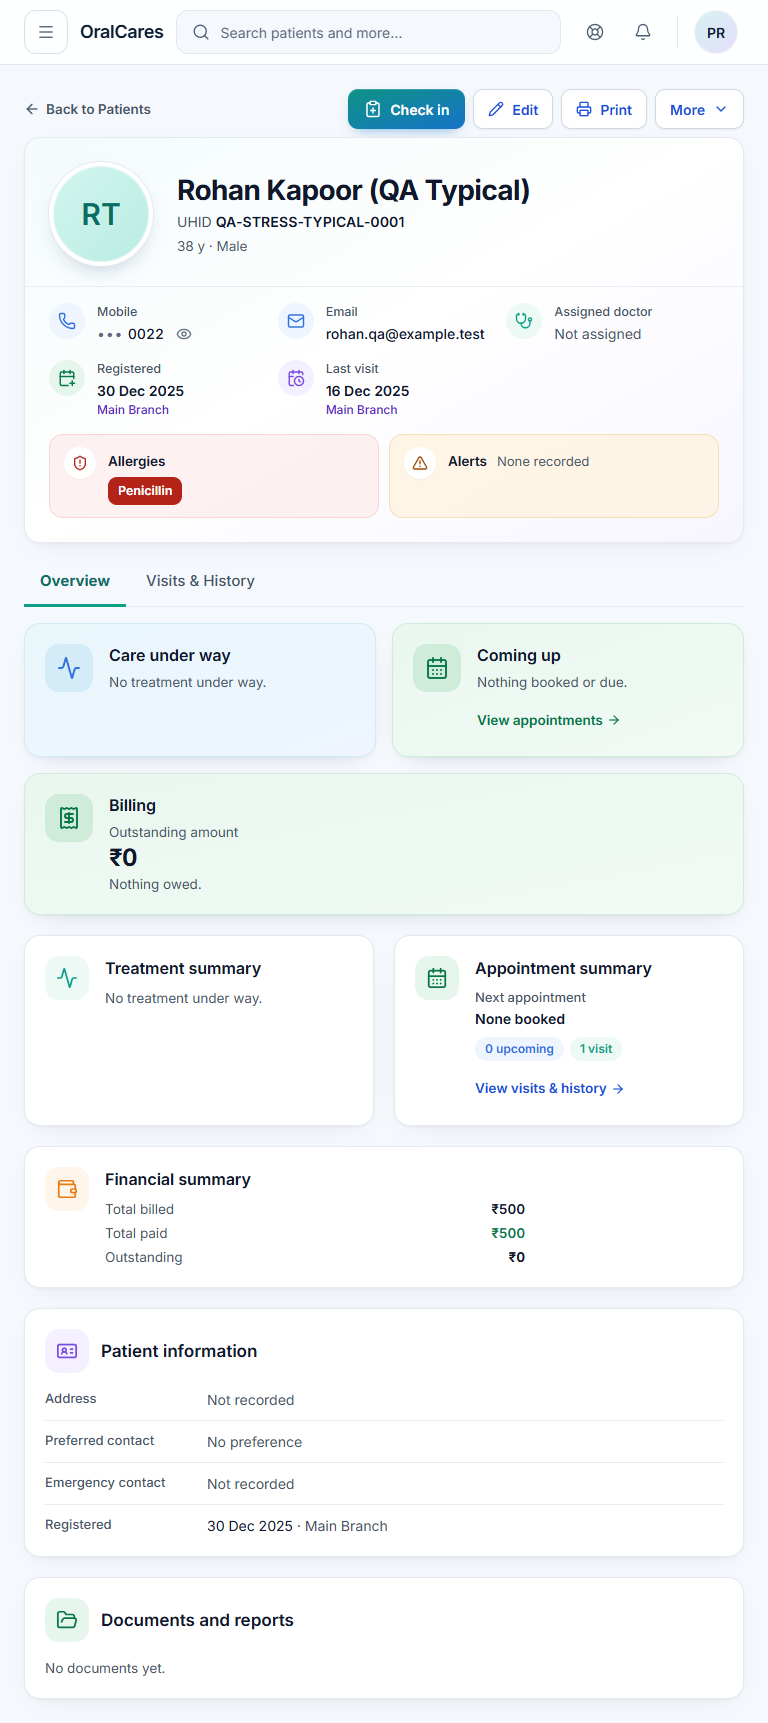 OralCares
Search patients and more...
PR
Back to Patients
Check in
Edit
Print
More
RT
Rohan Kapoor (QA Typical)
UHID QA-STRESS-TYPICAL-0001
38 y · Male
Mobile
••• 0022
Email
rohan.qa@example.test
Assigned doctor
Not assigned
Registered
30 Dec 2025
Main Branch
Last visit
16 Dec 2025
Main Branch
Allergies
Penicillin
Alerts None recorded
Overview
Visits & History
Care under way
No treatment under way.
Coming up
Nothing booked or due.
View appointments →
Billing
Outstanding amount
₹0
Nothing owed.
Treatment summary
No treatment under way.
Appointment summary
Next appointment
None booked
0 upcoming
1 visit
View visits & history →
Financial summary
Total billed ₹500
Total paid ₹500
Outstanding ₹0
Patient information
Address Not recorded
Preferred contact No preference
Emergency contact Not recorded
Registered 30 Dec 2025 · Main Branch
Documents and reports
No documents yet.